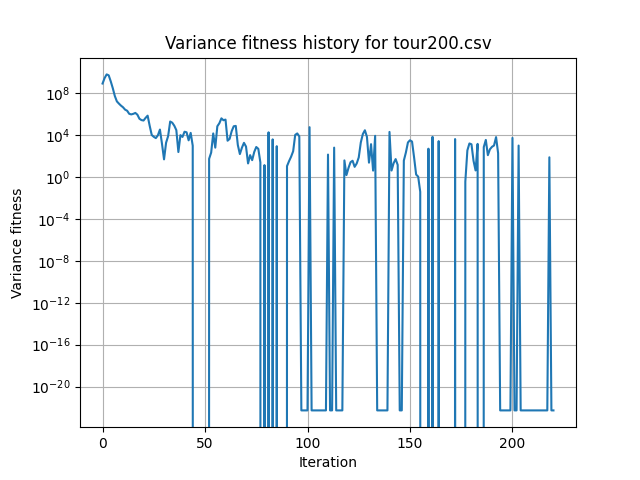 Variance fitness history for tour200.csv
Variance fitness
10^8
10^4
10^0
10^-4
10^-8
10^-12
10^-16
10^-20
0 50 100 150 200
Iteration